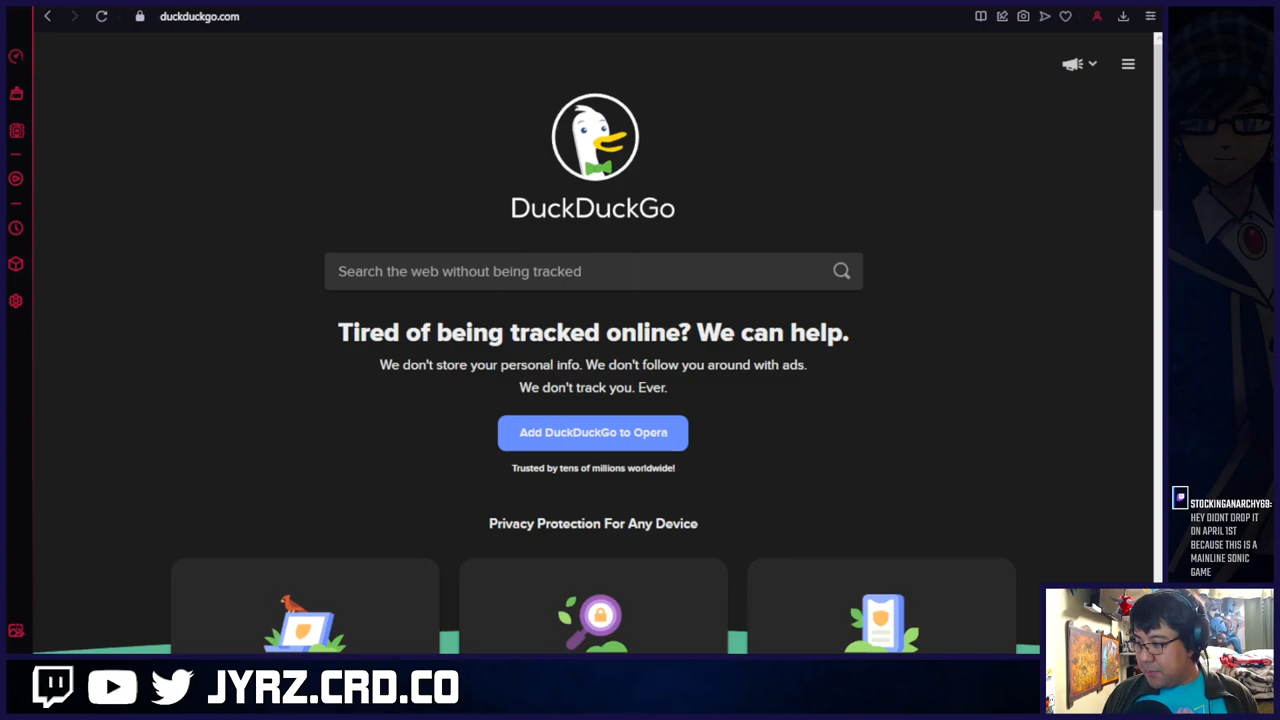 duckduckgo.com
DuckDuckGo
Search the web without being tracked
Tired of being tracked online? We can help.
We don't store your personal info. We don't follow you around with ads.
We don't track you. Ever.
Add DuckDuckGo to Opera
Trusted by tens of millions worldwide!
Privacy Protection For Any Device
STOCKINGANARCHY69:
HEY DIDNT DROP IT
ON APRIL 1ST
BECAUSE THIS IS A
MAINLINE SONIC
GAME
JYRZ.CRD.CO